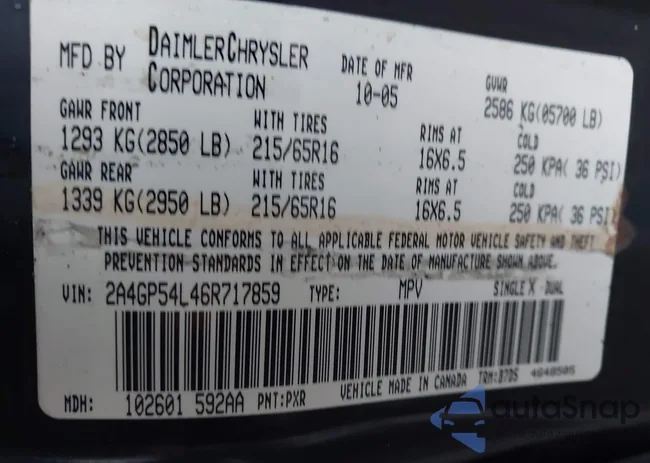 MFD BY DAIMLERCHRYSLER CORPORATION DATE OF MFR 10-05 GVWR 2586 KG(05700 LB)
GAWR FRONT WITH TIRES RIMS AT COLD
1293 KG(2850 LB) 215/65R16 16X6.5 250 KPA( 36 PSI)
GAWR REAR WITH TIRES RIMS AT COLD
1339 KG(2950 LB) 215/65R16 16X6.5 250 KPA( 36 PSI)
THIS VEHICLE CONFORMS TO ALL APPLICABLE FEDERAL MOTOR VEHICLE SAFETY AND THEFT
PREVENTION STANDARDS IN EFFECT ON THE DATE OF MANUFACTURE SHOWN ABOVE.
VIN: 2A4GP54L46R717859 TYPE: MPV SINGLE X DUAL
MDH: 102601 592AA PNT:PXR VEHICLE MADE IN CANADA TRM:B7DS 4648505
autoSnap